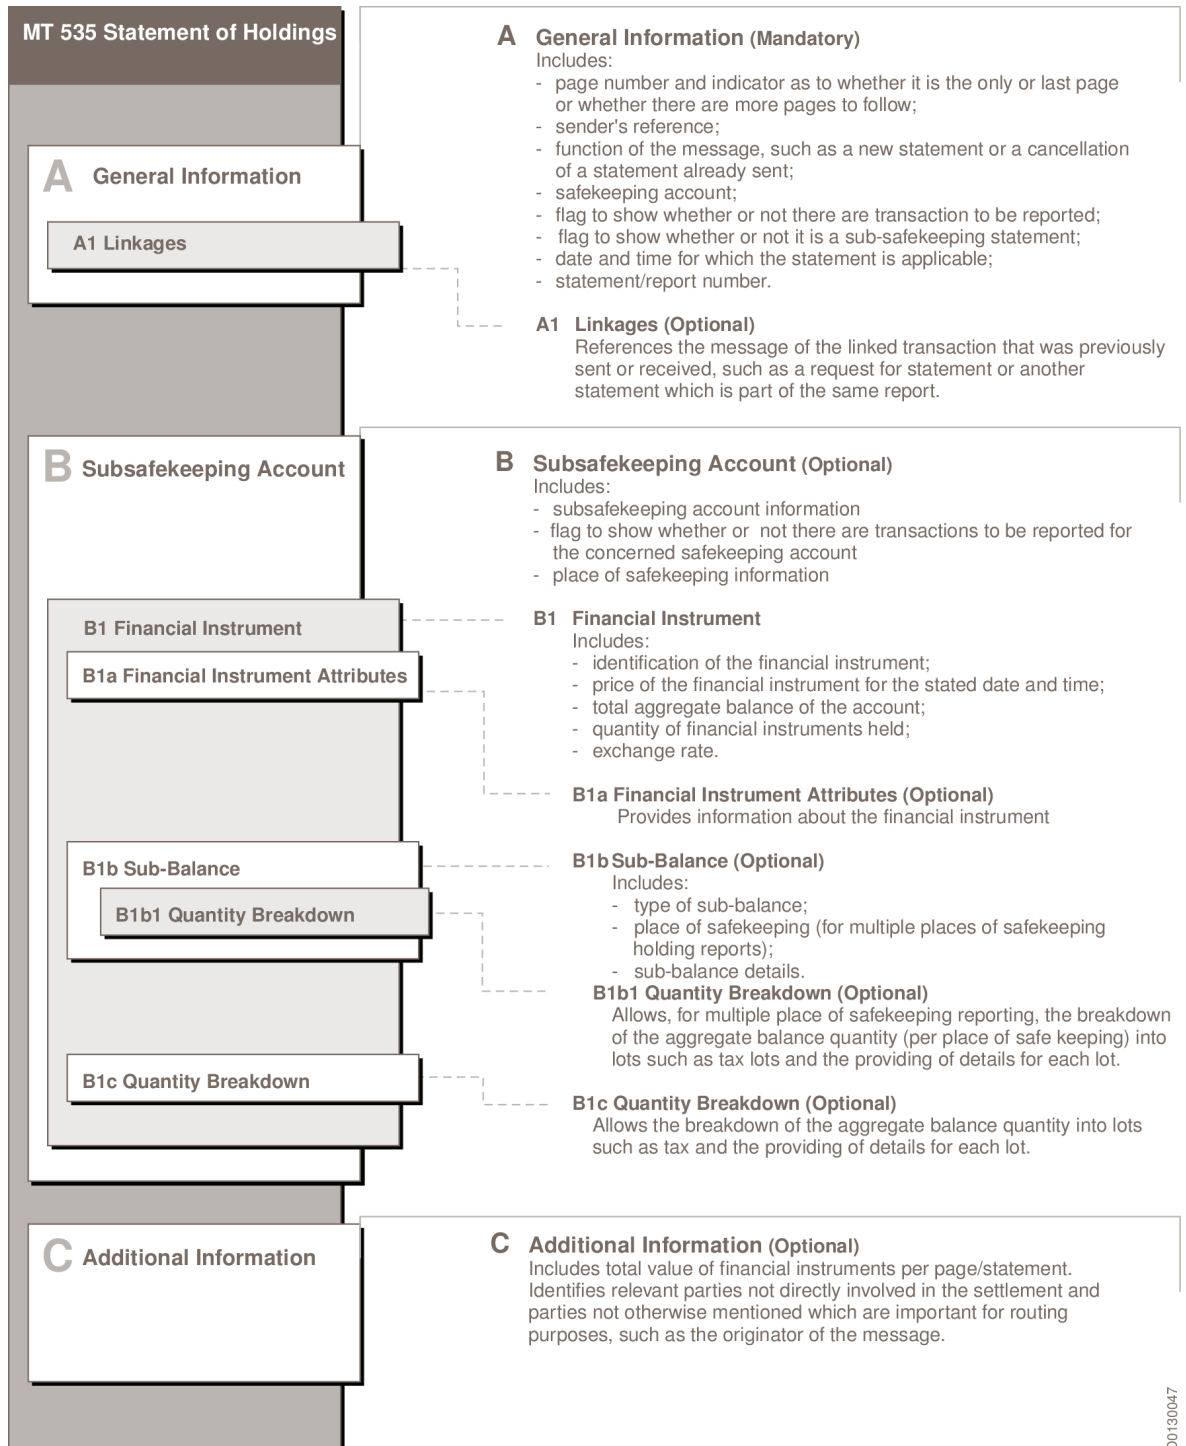 MT 535 Statement of Holdings
A General Information
A1 Linkages
A General Information (Mandatory)
Includes:
- page number and indicator as to whether it is the only or last page
or whether there are more pages to follow;
- sender's reference;
- function of the message, such as a new statement or a cancellation
of a statement already sent;
- safekeeping account;
- flag to show whether or not there are transaction to be reported;
- flag to show whether or not it is a sub-safekeeping statement;
- date and time for which the statement is applicable;
- statement/report number.
A1 Linkages (Optional)
References the message of the linked transaction that was previously
sent or received, such as a request for statement or another
statement which is part of the same report.
B Subsafekeeping Account
B Subsafekeeping Account (Optional)
Includes:
- subsafekeeping account information
- flag to show whether or not there are transactions to be reported for
the concerned safekeeping account
- place of safekeeping information
B1 Financial Instrument
B1a Financial Instrument Attributes
B1 Financial Instrument
Includes:
- identification of the financial instrument;
- price of the financial instrument for the stated date and time;
- total aggregate balance of the account;
- quantity of financial instruments held;
- exchange rate.
B1a Financial Instrument Attributes (Optional)
Provides information about the financial instrument
B1b Sub-Balance
B1b1 Quantity Breakdown
B1b Sub-Balance (Optional)
Includes:
- type of sub-balance;
- place of safekeeping (for multiple places of safekeeping
holding reports);
- sub-balance details.
B1b1 Quantity Breakdown (Optional)
Allows, for multiple place of safekeeping reporting, the breakdown
of the aggregate balance quantity (per place of safe keeping) into
lots such as tax lots and the providing of details for each lot.
B1c Quantity Breakdown
B1c Quantity Breakdown (Optional)
Allows the breakdown of the aggregate balance quantity into lots
such as tax and the providing of details for each lot.
C Additional Information
C Additional Information (Optional)
Includes total value of financial instruments per page/statement.
Identifies relevant parties not directly involved in the settlement and
parties not otherwise mentioned which are important for routing
purposes, such as the originator of the message.